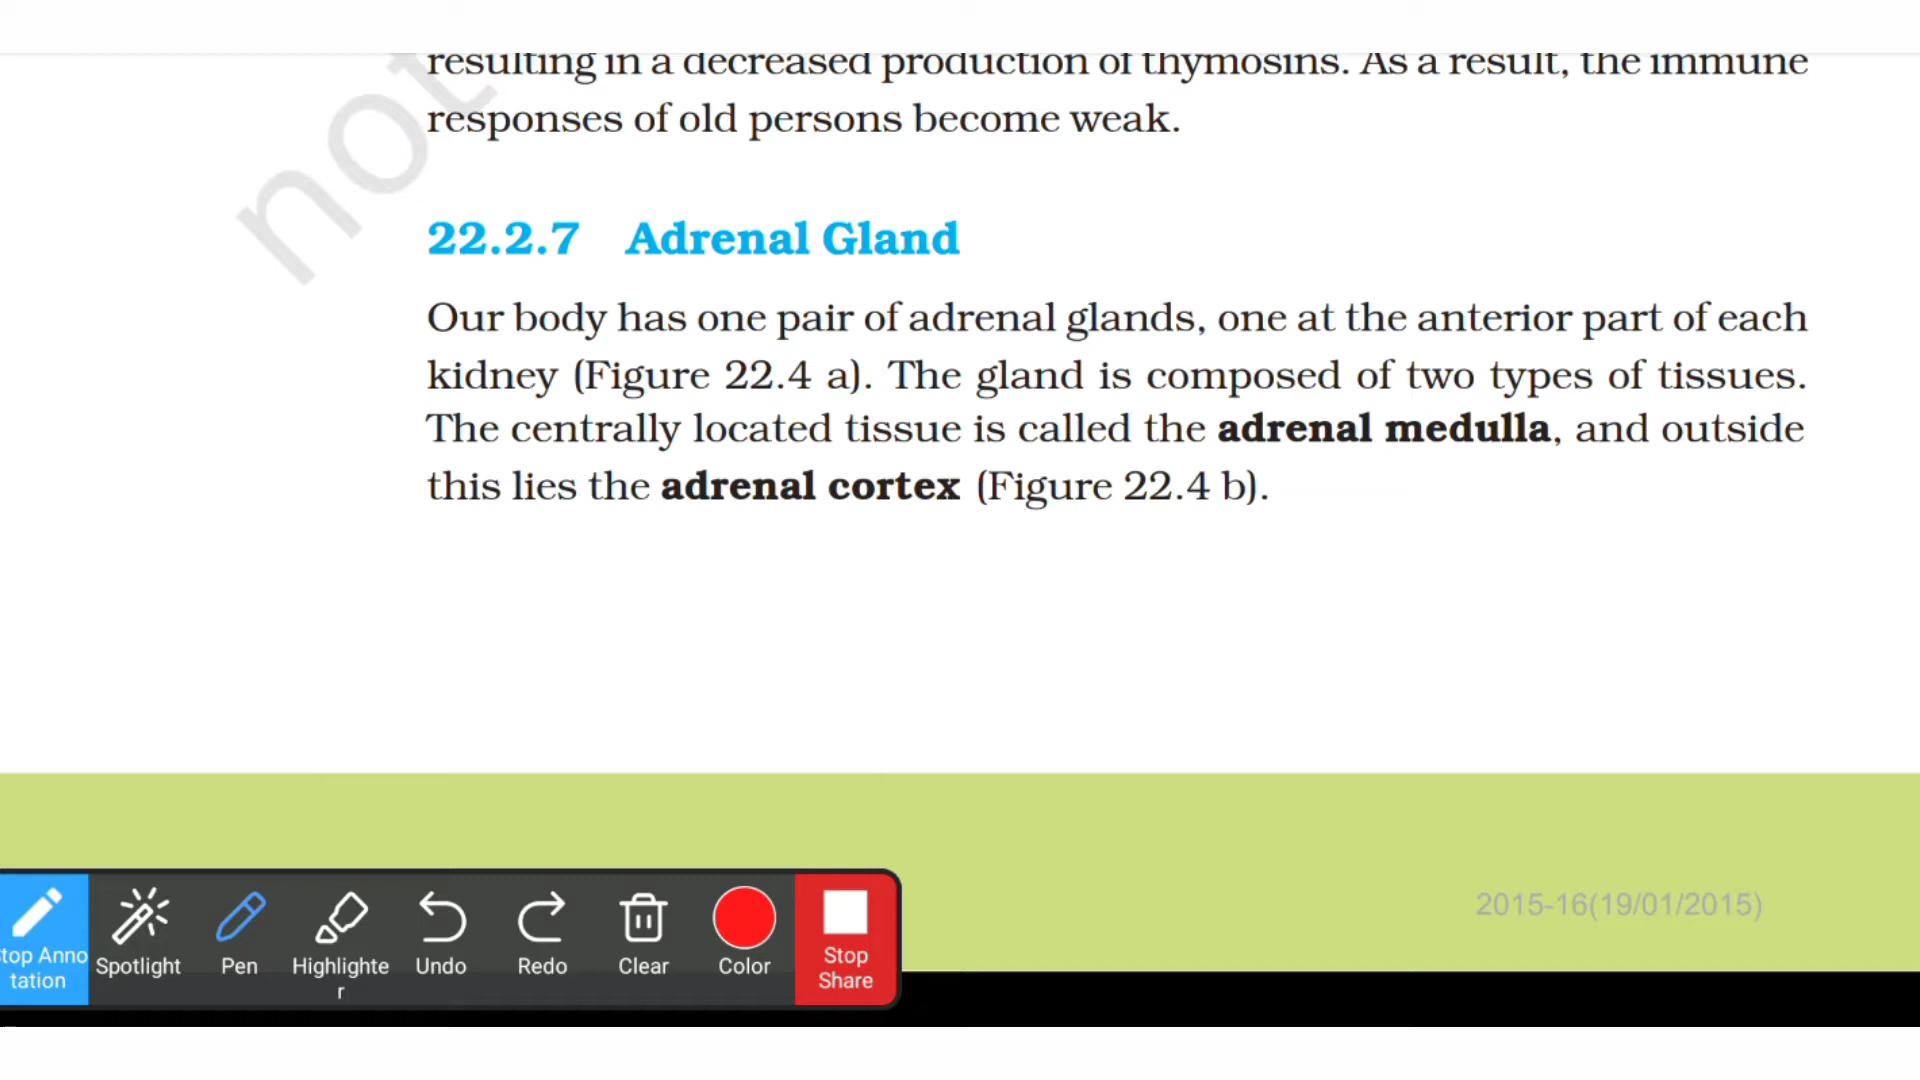 not
resulting in a decreased production of thymosins. As a result, the immune
responses of old persons become weak.
22.2.7 Adrenal Gland
Our body has one pair of adrenal glands, one at the anterior part of each
kidney (Figure 22.4 a). The gland is composed of two types of tissues.
The centrally located tissue is called the adrenal medulla, and outside
this lies the adrenal cortex (Figure 22.4 b).
2015-16(19/01/2015)
top Anno
tation
Spotlight
Pen
Highlighte
r
Undo
Redo
Clear
Color
Stop
Share